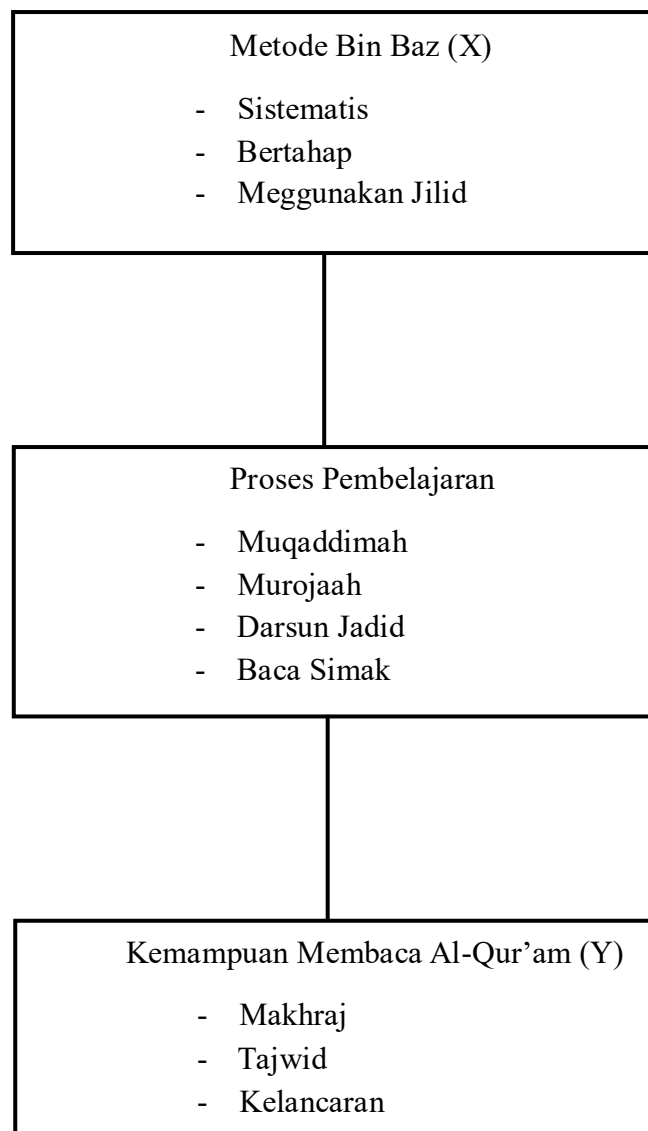 Metode Bin Baz (X)
- Sistematis
- Bertahap
- Meggunakan Jilid
Proses Pembelajaran
- Muqaddimah
- Murojaah
- Darsun Jadid
- Baca Simak
Kemampuan Membaca Al-Qur’am (Y)
- Makhraj
- Tajwid
- Kelancaran